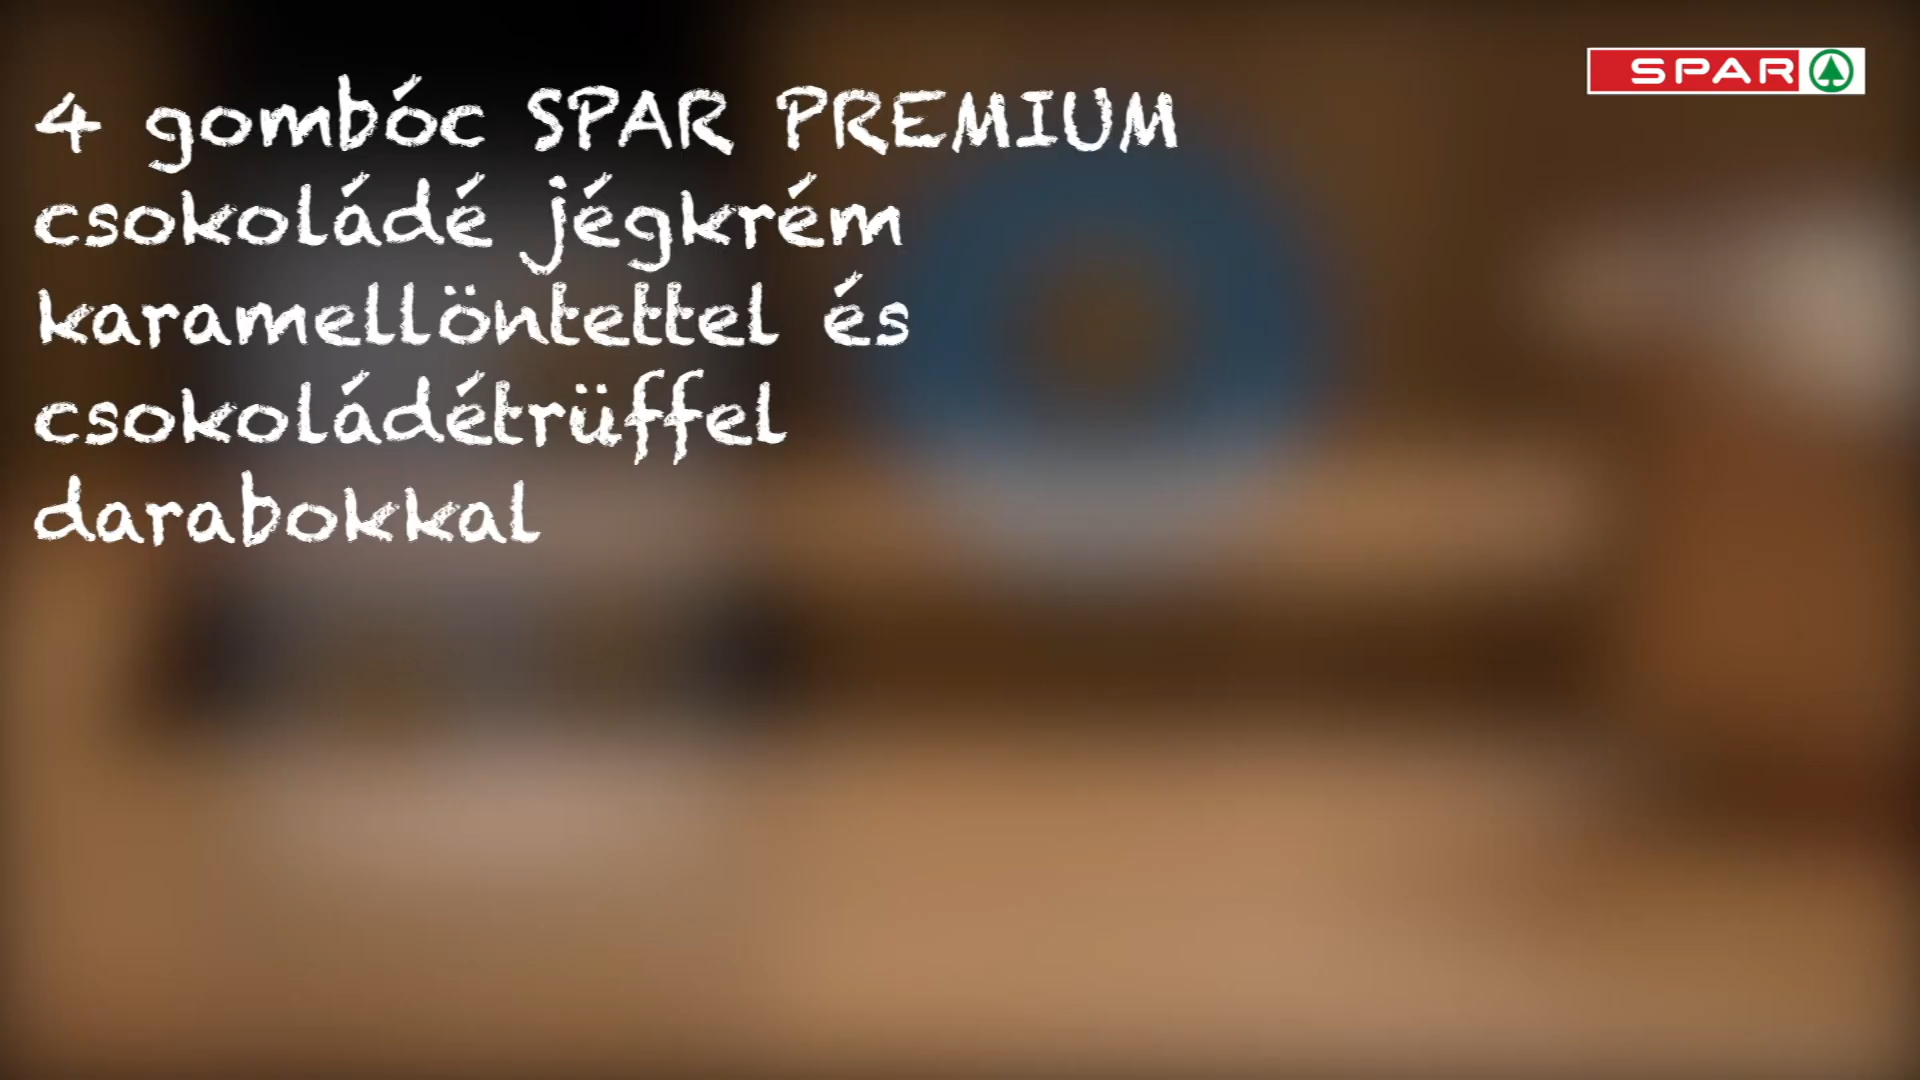 SPAR
4 gombóc SPAR PREMIUM
csokoládé jégkrém
karamellöntettel és
csokoládétrüffel
darabokkal